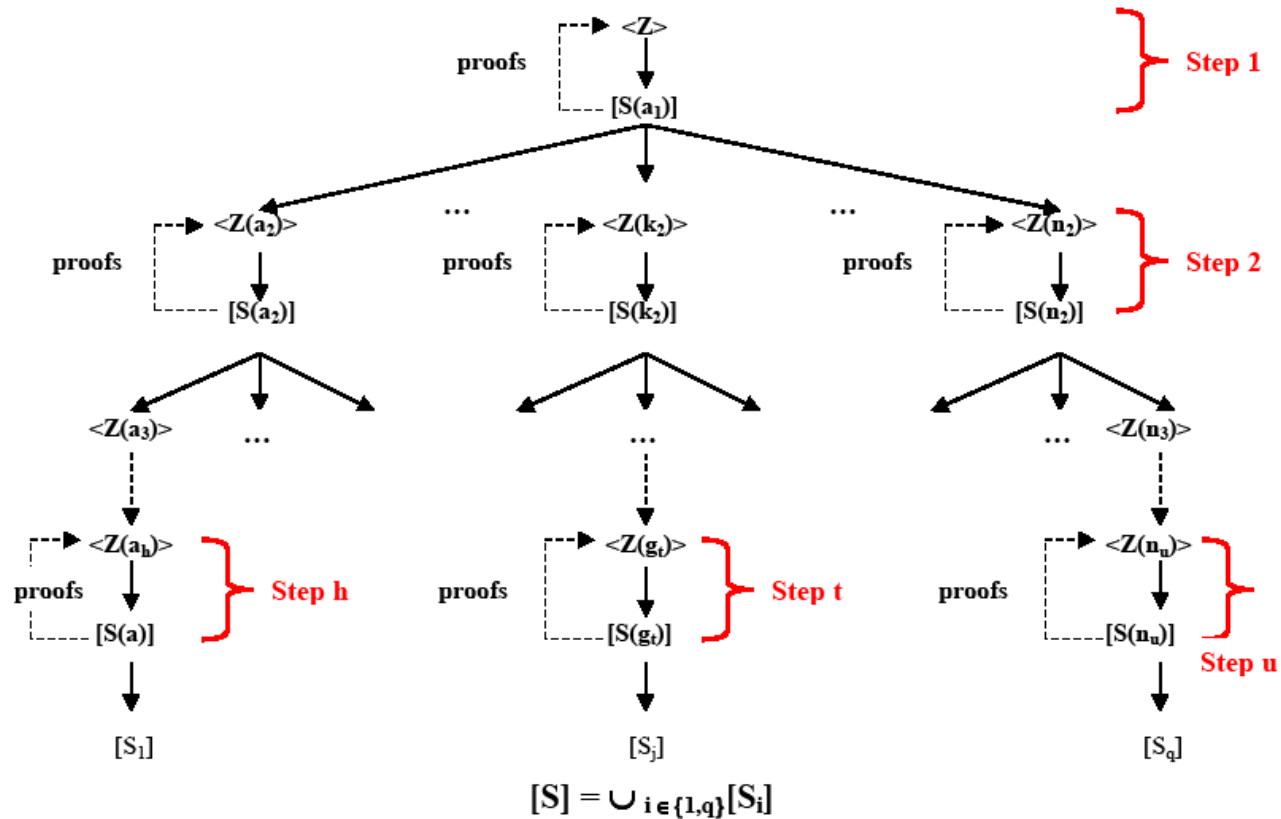 <Z>
proofs Step 1
[S(a₁)]
... ...
<Z(a₂)> <Z(k₂)> <Z(n₂)>
proofs proofs proofs Step 2
[S(a₂)] [S(k₂)] [S(n₂)]
<Z(a₃)> ... ... ... <Z(n₃)>
<Z(aₕ)> <Z(gₜ)> <Z(nᵤ)>
proofs Step h proofs Step t proofs
[S(a)] [S(gₜ)] [S(nᵤ)]
Step u
[S₁] [Sⱼ] [S_q]
[S] = ∪ i ∈ {1,q}[Sᵢ]